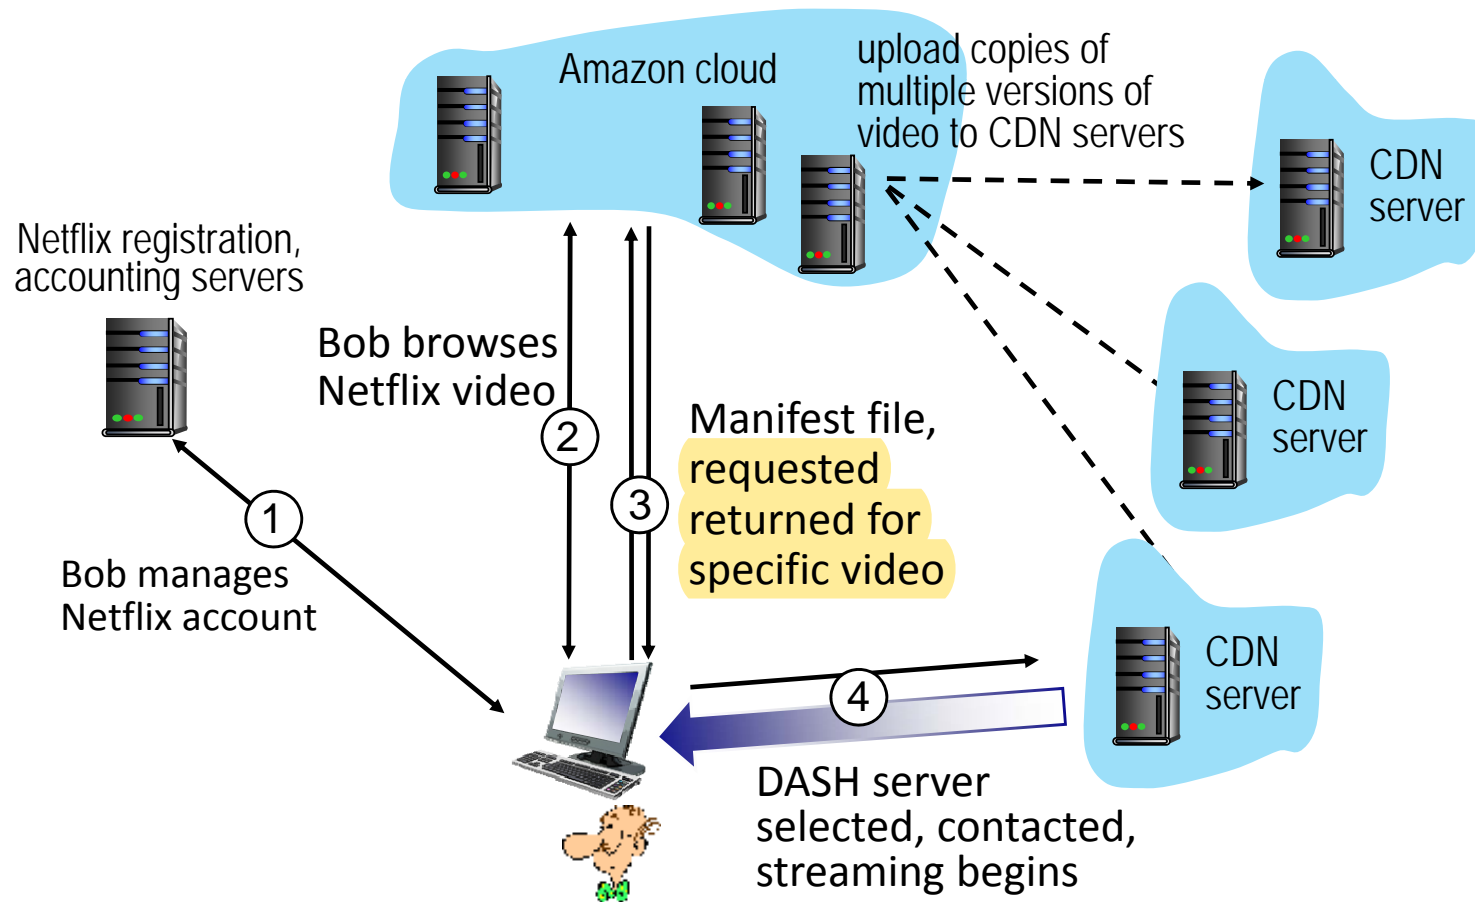 Amazon cloud
upload copies of
multiple versions of
video to CDN servers
CDN
server
Netflix registration,
accounting servers
Bob browses
Netflix video
2
CDN
server
Manifest file,
requested
returned for
specific video
3
1
Bob manages
Netflix account
CDN
server
4
DASH server
selected, contacted,
streaming begins